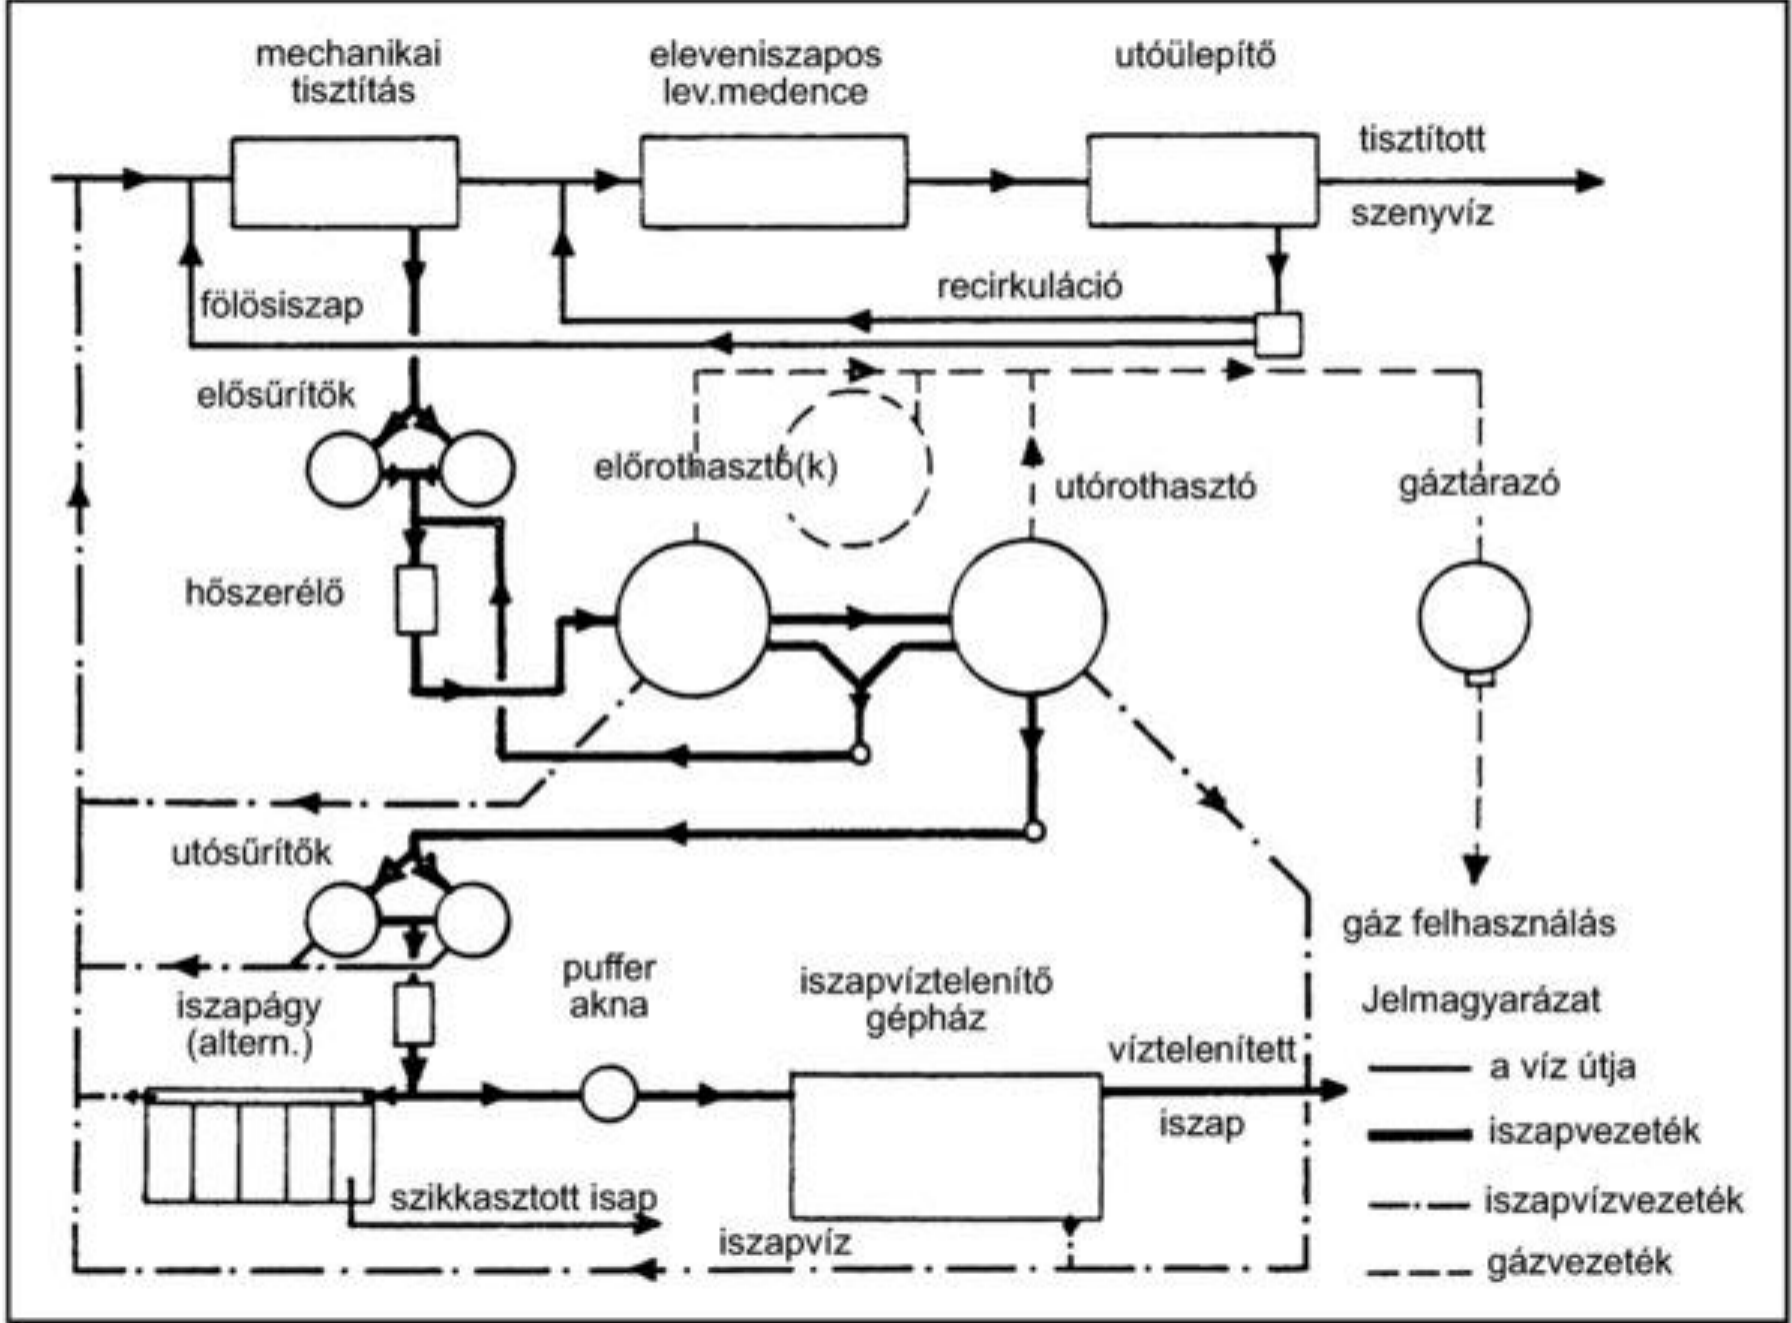 mechanikai
tisztítás
eleveniszapos
lev.medence
utóülepítő
tisztított
szenyvíz
recirkuláció
fölösiszap
elősűrítők
előrothasztó(k)
utórothasztó
gáztárazó
hőszerélő
utósűrítők
gáz felhasználás
puffer
akna
iszapvíztelenítő
gépház
iszapágy
(altern.)
víztelenített
iszap
szikkasztott isap
iszapvíz
Jelmagyarázat
a víz útja
iszapvezeték
iszapvízvezeték
gázvezeték